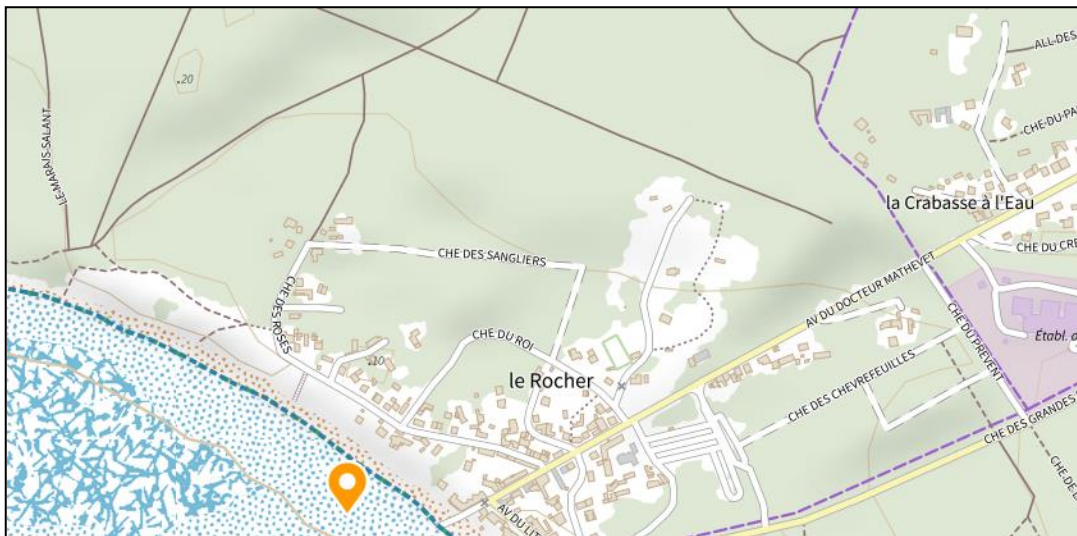 ALL DES
.20
CHE DU PA
LE MARAIS-SALANT
la Crabasse à l'Eau
CHE DES SANGLIERS
CHE DU CRE
AV DU DOCTEUR MATHEVET
CHE DES ROSES
CHE DU ROI
CHE DU PREVENT
Établ. d
.10
le Rocher
CHE DES CHEVREFEUILLES
CHE DES GRANDES
CHE DE
AV DU LIT